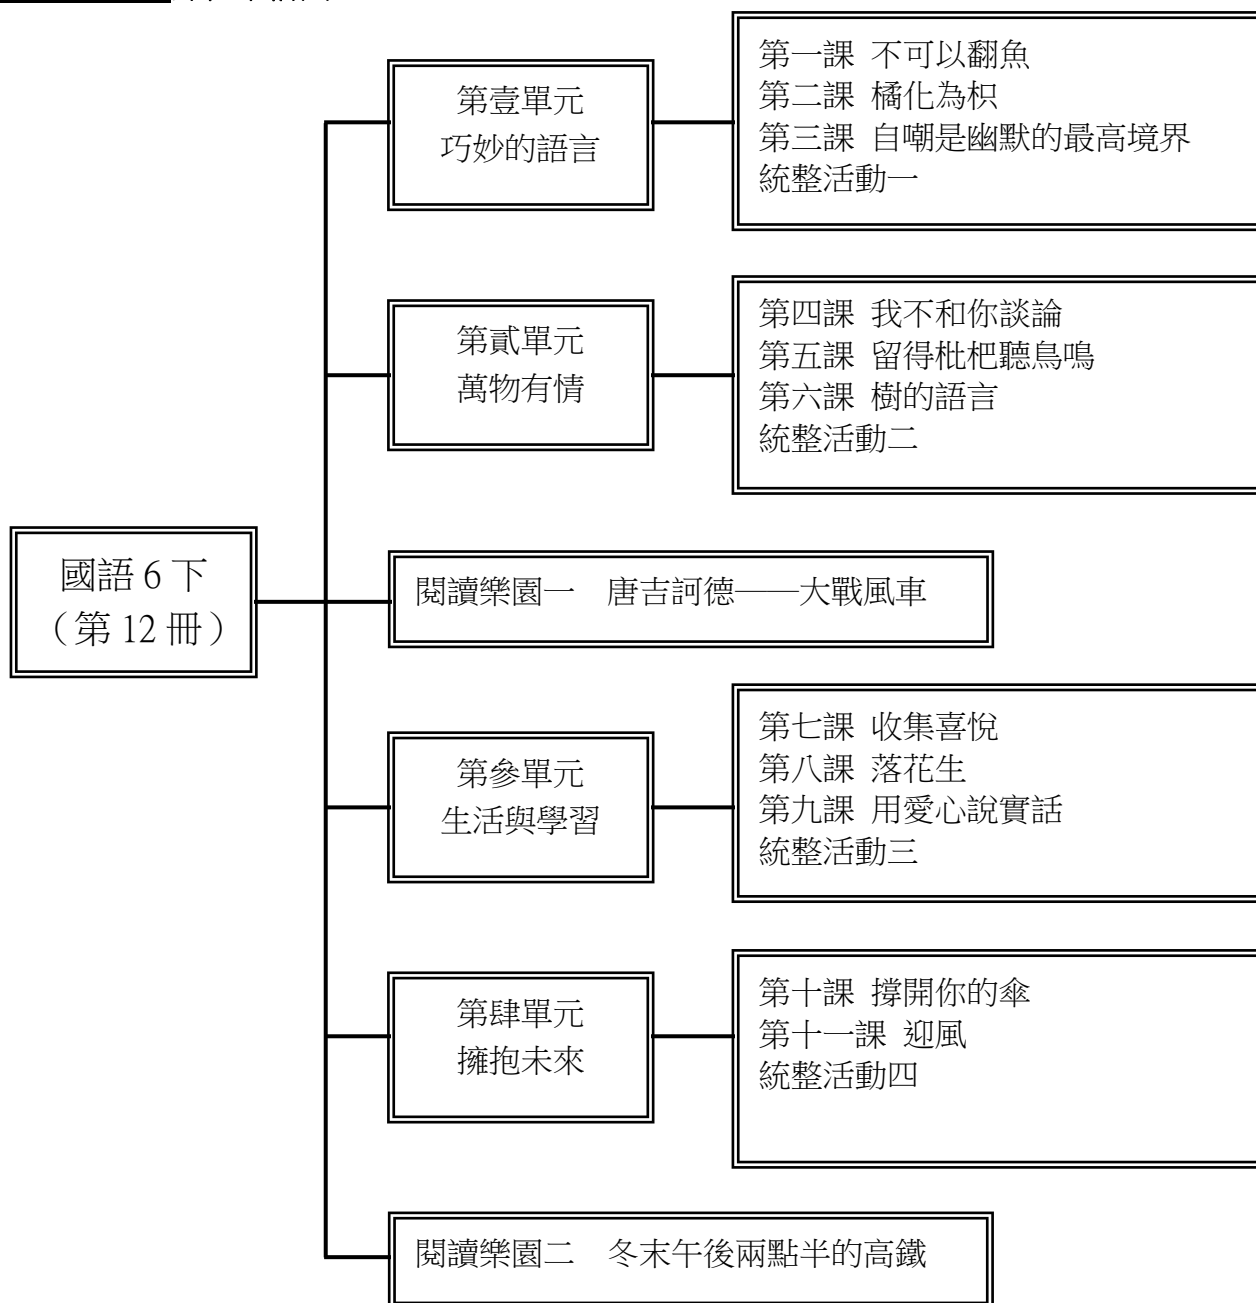 國語 6 下
（第 12 冊）
第壹單元
巧妙的語言
第一課 不可以翻魚
第二課 橘化為枳
第三課 自嘲是幽默的最高境界
統整活動一
第貳單元
萬物有情
第四課 我不和你談論
第五課 留得枇杷聽鳥鳴
第六課 樹的語言
統整活動二
閱讀樂園一 唐吉訶德——大戰風車
第參單元
生活與學習
第七課 收集喜悅
第八課 落花生
第九課 用愛心說實話
統整活動三
第肆單元
擁抱未來
第十課 撐開你的傘
第十一課 迎風
統整活動四
閱讀樂園二 冬末午後兩點半的高鐵